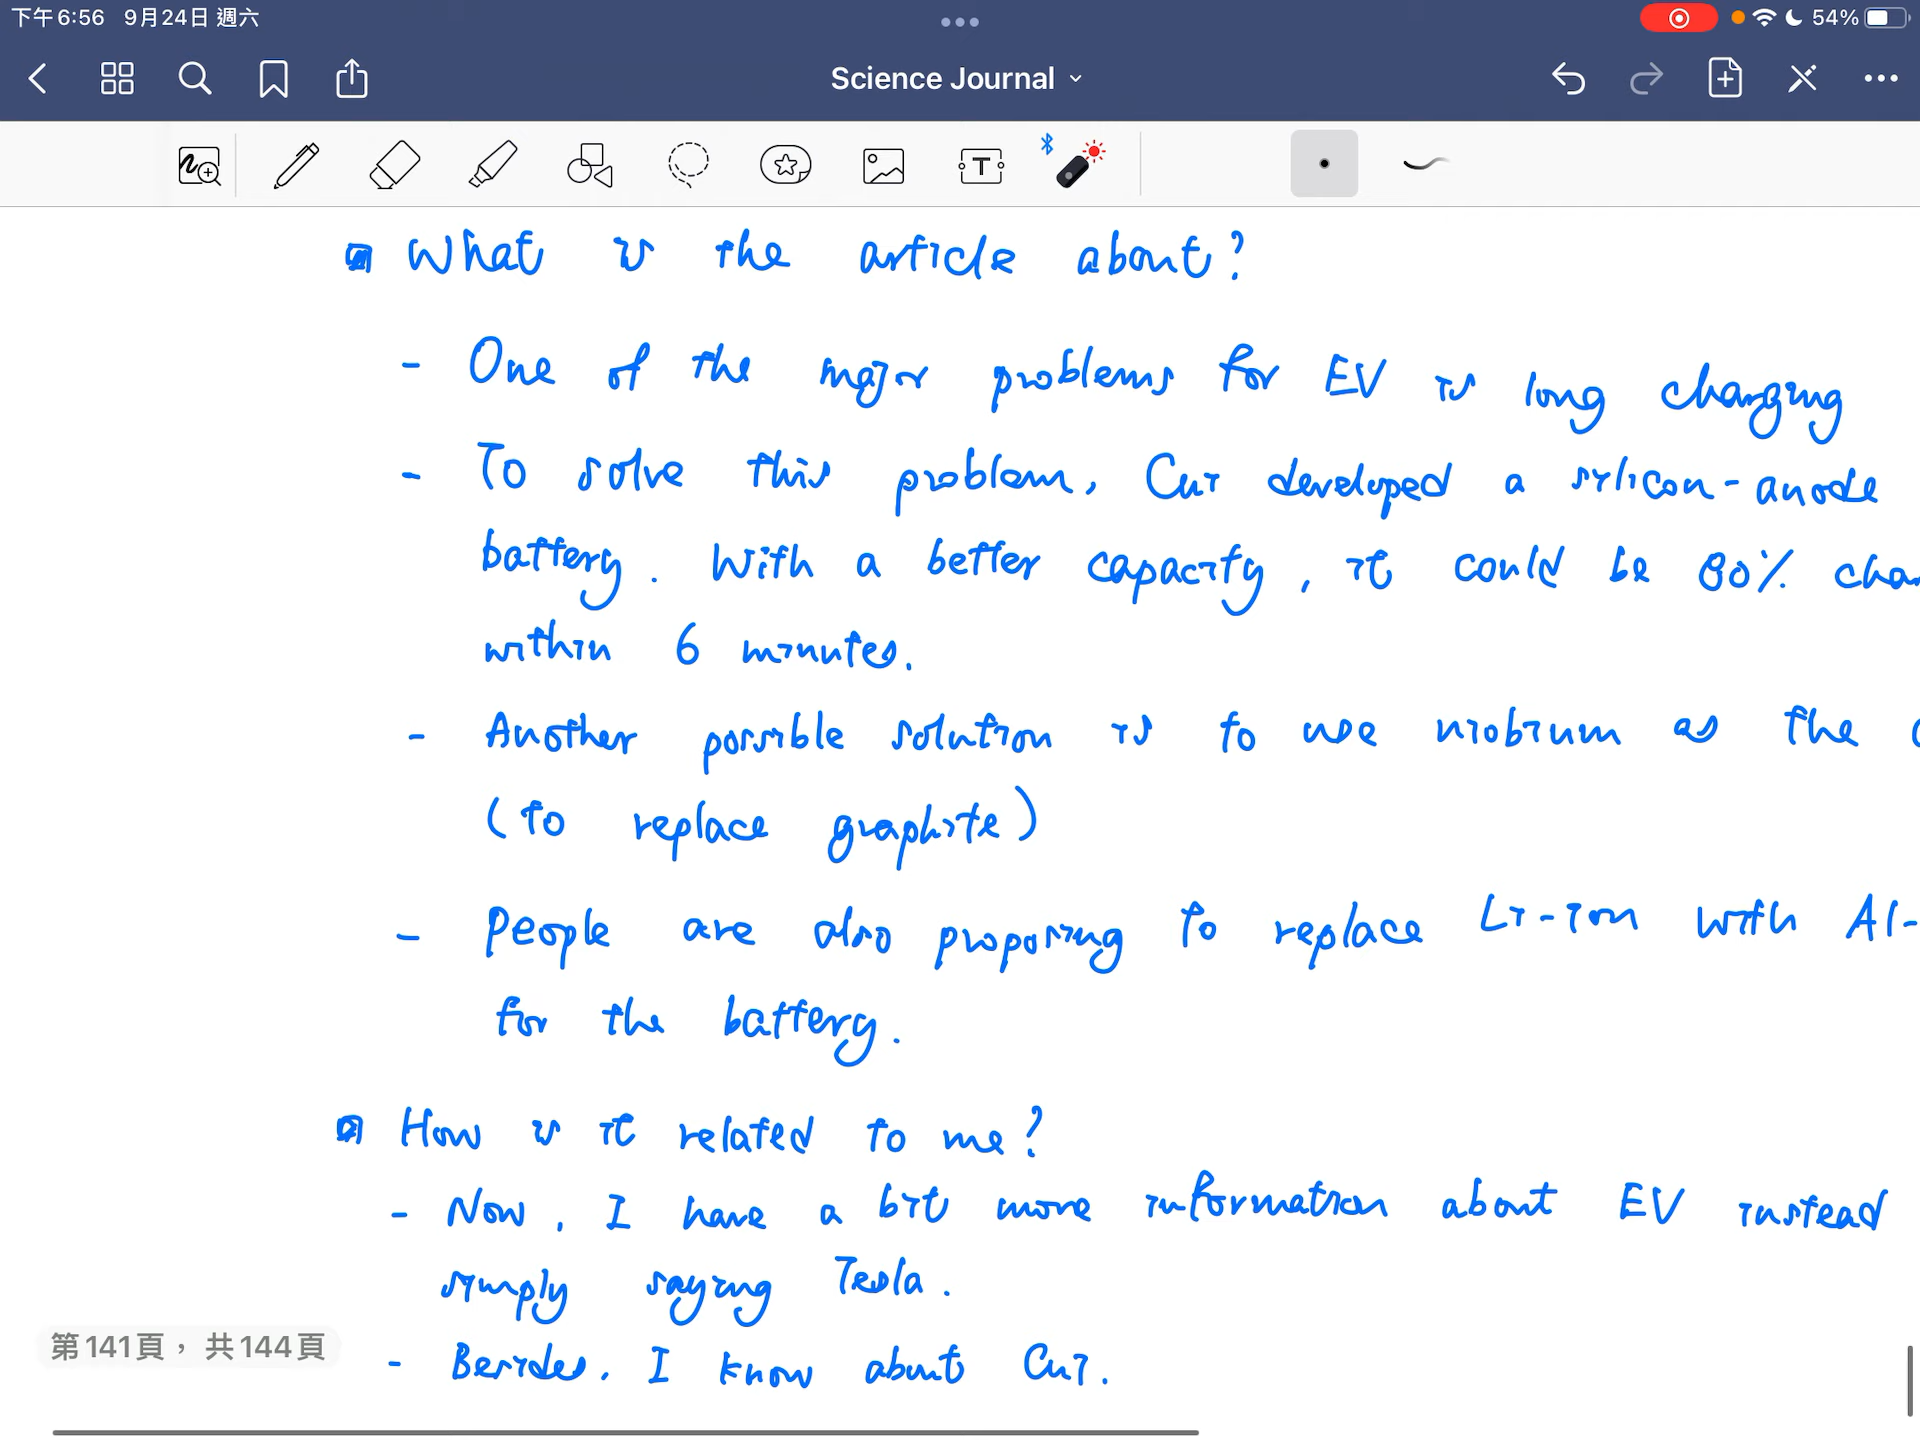 下午6:56 9月24日 週六
54%
Science Journal
T
What is the article about?
- One of the major problems for EV is long charging
- To solve this problem, Cui developed a silicon-anode
battery. With a better capacity, it could be 80% cha
within 6 minutes.
- Another possible solution is to use niobium as the
(to replace graphite)
- People are also proposing to replace Li-ion with Al-
for the battery.
How is it related to me?
- Now, I have a bit more information about EV instead
simply saying Tesla.
- Besides, I know about Cui.
第141頁，共144頁